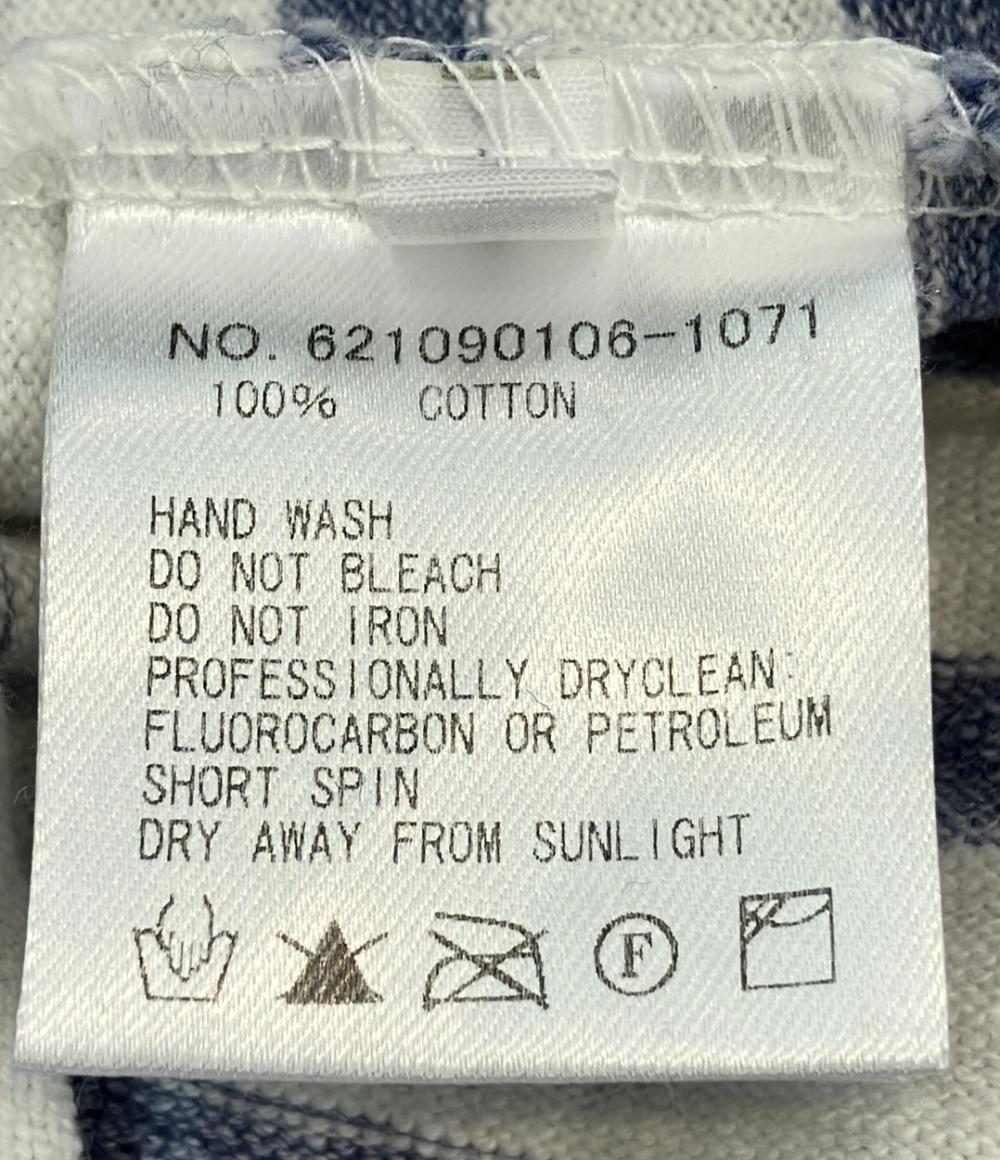 NO. 621090106-1071
100% COTTON
HAND WASH
DO NOT BLEACH
DO NOT IRON
PROFESSIONALLY DRYCLEAN:
FLUOROCARBON OR PETROLEUM
SHORT SPIN
DRY AWAY FROM SUNLIGHT
F